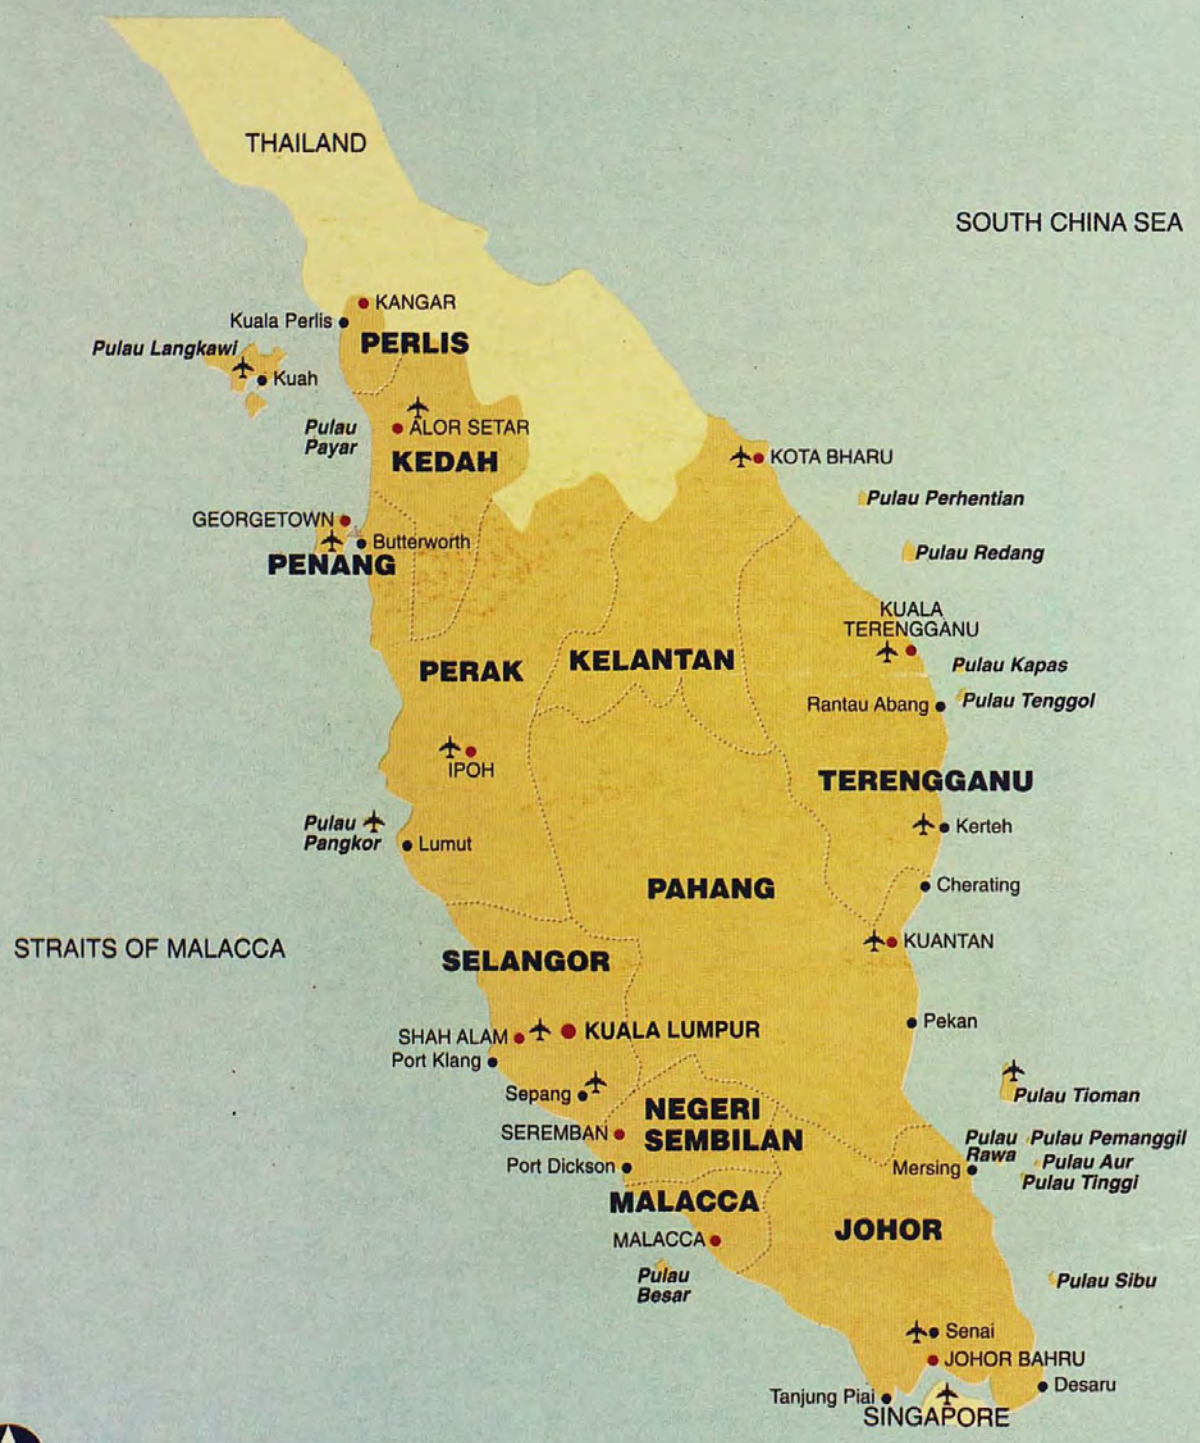 THAILAND
SOUTH CHINA SEA
KANGAR
Kuala Perlis
PERLIS
Pulau Langkawi
Kuah
Pulau
Payar
ALOR SETAR
KEDAH
KOTA BHARU
Pulau Perhentian
GEORGETOWN
Butterworth
PENANG
Pulau Redang
KUALA
TERENGGANU
PERAK
KELANTAN
Pulau Kapas
Rantau Abang
Pulau Tenggol
IPOH
TERENGGANU
Pulau
Pangkor
Lumut
Kerteh
PAHANG
Cherating
STRAITS OF MALACCA
SELANGOR
KUANTAN
SHAH ALAM
KUALA LUMPUR
Port Klang
Pekan
Sepang
Pulau Tioman
NEGERI
SEMBILAN
SEREMBAN
Port Dickson
Pulau
Rawa
Pulau Pemanggil
Mersing
Pulau Aur
Pulau Tinggi
MALACCA
MALACCA
JOHOR
Pulau
Besar
Pulau Sibu
Senai
JOHOR BAHRU
Desaru
Tanjung Piai
SINGAPORE